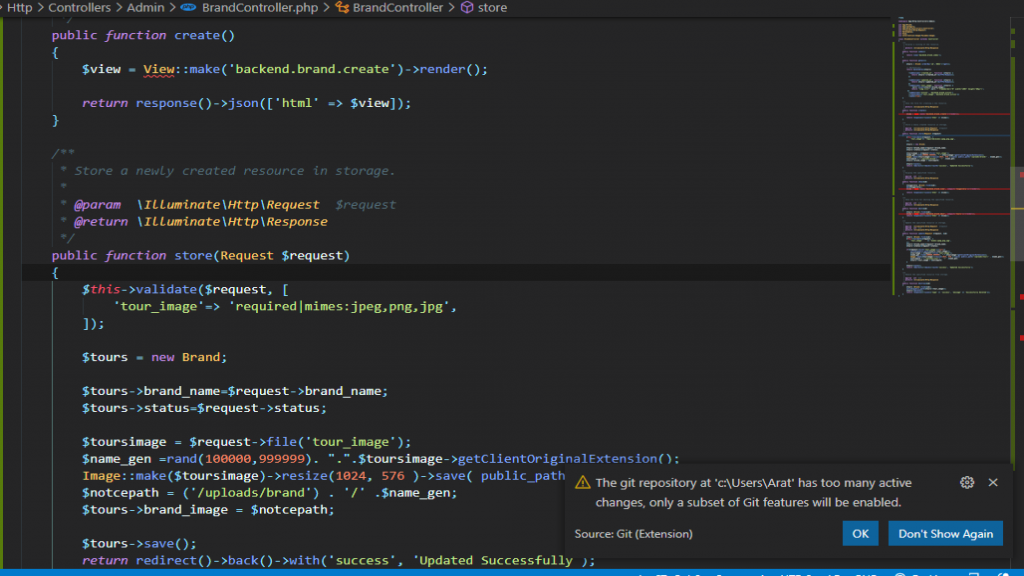 Http > Controllers > Admin > BrandController.php > BrandController > store
public function create()
{
$view = View::make('backend.brand.create')->render();
return response()->json(['html' => $view]);
}
/**
* Store a newly created resource in storage.
*
* @param \Illuminate\Http\Request $request
* @return \Illuminate\Http\Response
*/
public function store(Request $request)
{
$this->validate($request, [
'tour_image'=> 'required|mimes:jpeg,png,jpg',
]);
$tours = new Brand;
$tours->brand_name=$request->brand_name;
$tours->status=$request->status;
$toursimage = $request->file('tour_image');
$name_gen =rand(100000,999999). ".".$toursimage->getClientOriginalExtension();
Image::make($toursimage)->resize(1024, 576 )->save( public_path
$notcepath = ('/uploads/brand') . '/' .$name_gen;
$tours->brand_image = $notcepath;
$tours->save();
return redirect()->back()->with('success', 'Updated Successfully');
The git repository at 'c:\Users\Arat' has too many active
changes, only a subset of Git features will be enabled.
Source: Git (Extension)
OK
Don't Show Again